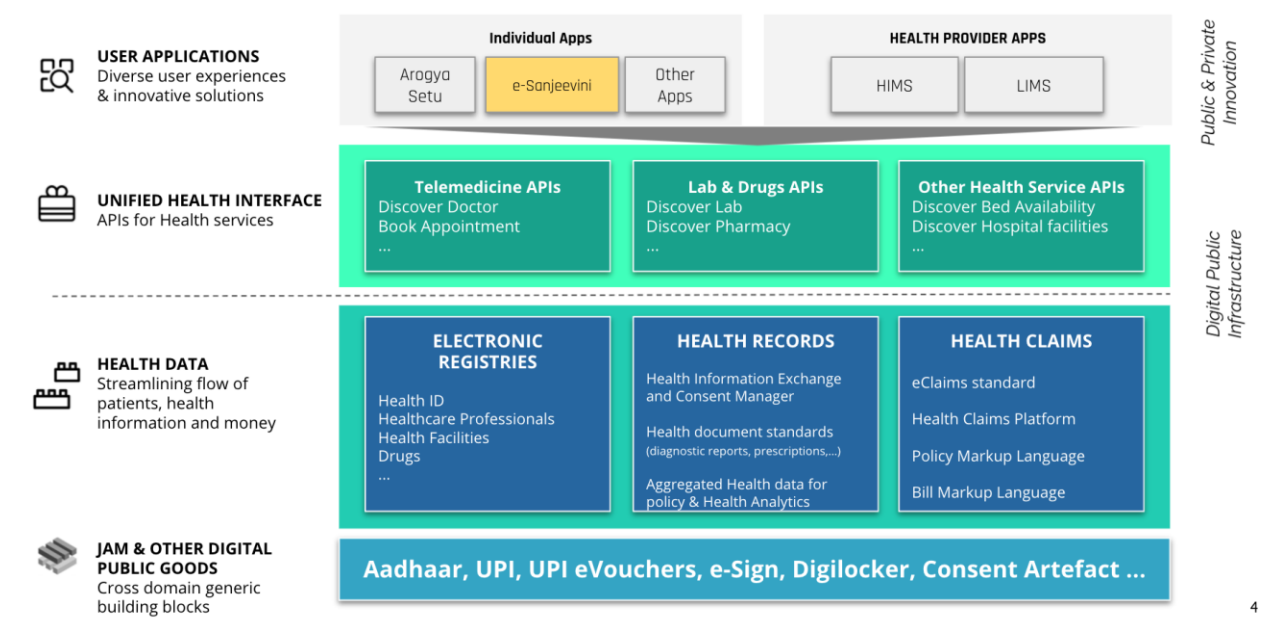 USER APPLICATIONS
Diverse user experiences
& innovative solutions
Individual Apps
Arogya
Setu
e-Sanjeevini
Other
Apps
HEALTH PROVIDER APPS
HIMS
LIMS
Public & Private
Innovation
UNIFIED HEALTH INTERFACE
APIs for Health services
Telemedicine APIs
Discover Doctor
Book Appointment
...
Lab & Drugs APIs
Discover Lab
Discover Pharmacy
...
Other Health Service APIs
Discover Bed Availability
Discover Hospital facilities
...
Digital Public
Infrastructure
HEALTH DATA
Streamlining flow of
patients, health
information and money
ELECTRONIC
REGISTRIES
Health ID
Healthcare Professionals
Health Facilities
Drugs
...
HEALTH RECORDS
Health Information Exchange
and Consent Manager
Health document standards
(diagnostic reports, prescriptions,...)
Aggregated Health data for
policy & Health Analytics
HEALTH CLAIMS
eClaims standard
Health Claims Platform
Policy Markup Language
Bill Markup Language
JAM & OTHER DIGITAL
PUBLIC GOODS
Cross domain generic
building blocks
Aadhaar, UPI, UPI eVouchers, e-Sign, Digilocker, Consent Artefact ...
4